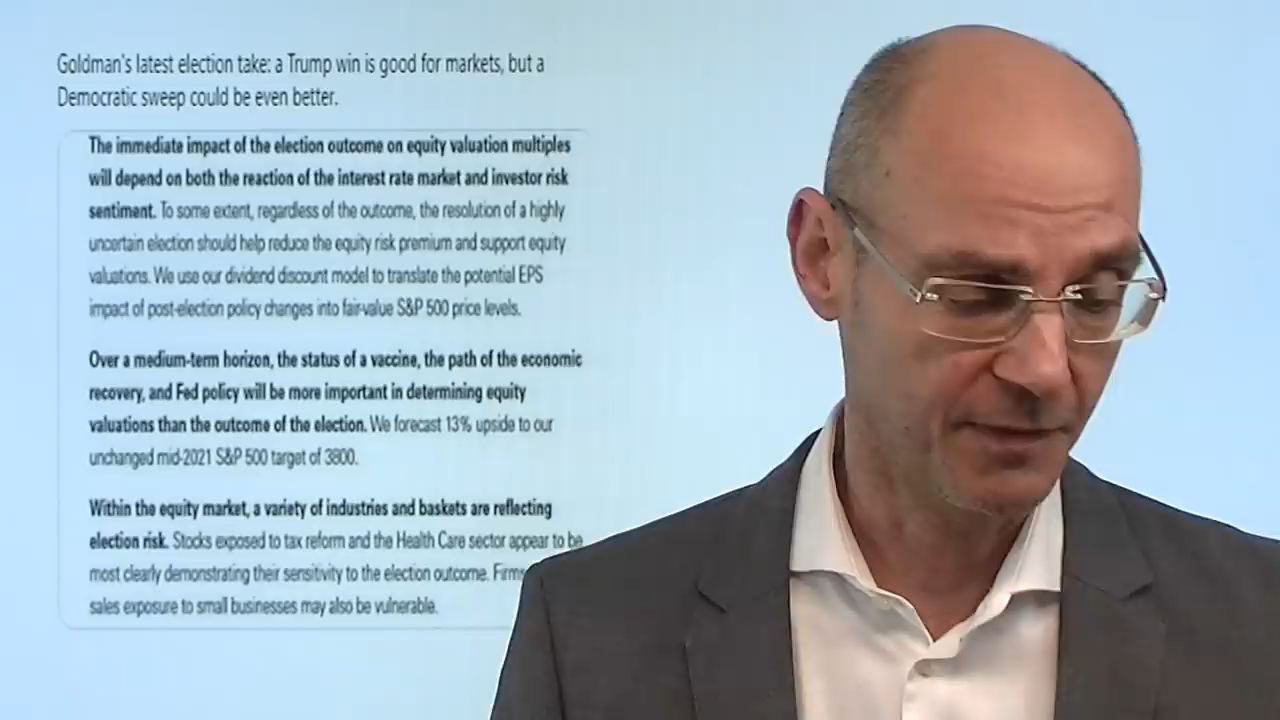 Goldman's latest election take: a Trump win is good for markets, but a
Democratic sweep could be even better.
The immediate impact of the election outcome on equity valuation multiples
will depend on both the reaction of the interest rate market and investor risk
sentiment. To some extent, regardless of the outcome, the resolution of a highly
uncertain election should help reduce the equity risk premium and support equity
valuations. We use our dividend discount model to translate the potential EPS
impact of post-election policy changes into fair-value S&P 500 price levels.
Over a medium-term horizon, the status of a vaccine, the path of the economic
recovery, and Fed policy will be more important in determining equity
valuations than the outcome of the election. We forecast 13% upside to our
unchanged mid-2021 S&P 500 target of 3800.
Within the equity market, a variety of industries and baskets are reflecting
election risk. Stocks exposed to tax reform and the Health Care sector appear to be
most clearly demonstrating their sensitivity to the election outcome. Firms
sales exposure to small businesses may also be vulnerable.